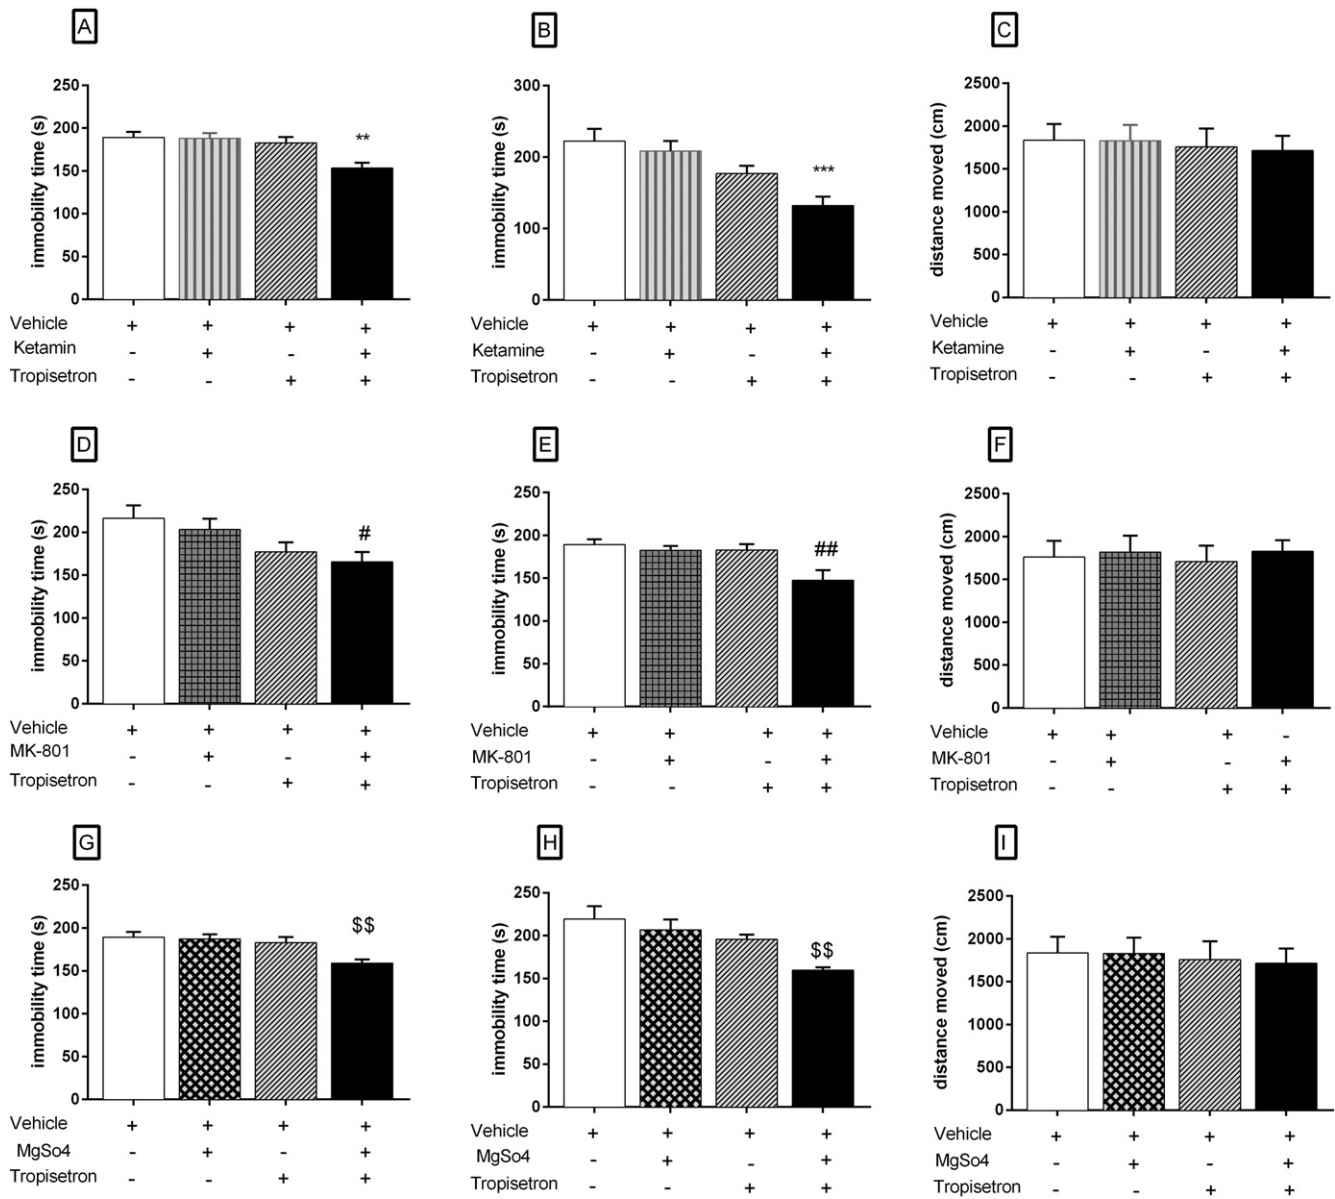 A
immobility time (s)
250
200
150
100
50
0
**
Vehicle + + + +
Ketamin - + - +
Tropisetron - - + +
B
immobility time (s)
300
200
100
0
***
Vehicle + + + +
Ketamine - + - +
Tropisetron - - + +
C
distance moved (cm)
2500
2000
1500
1000
500
0
Vehicle + + + +
Ketamine - + - +
Tropisetron - - + +
D
immobility time (s)
250
200
150
100
50
0
#
Vehicle + + + +
MK-801 - + - +
Tropisetron - - + +
E
immobility time (s)
250
200
150
100
50
0
##
Vehicle + + + +
MK-801 - + - +
Tropisetron - - + +
F
distance moved (cm)
2500
2000
1500
1000
500
0
Vehicle + + + -
MK-801 - + - +
Tropisetron - - + +
G
immobility time (s)
250
200
150
100
50
0
$$
Vehicle + + + +
MgSo4 - + - +
Tropisetron - - + +
H
immobility time (s)
250
200
150
100
50
0
$$
Vehicle + + + +
MgSo4 - + - +
Tropisetron - - + +
I
distance moved (cm)
2500
2000
1500
1000
500
0
Vehicle + + + +
MgSo4 - + - +
Tropisetron - - + +